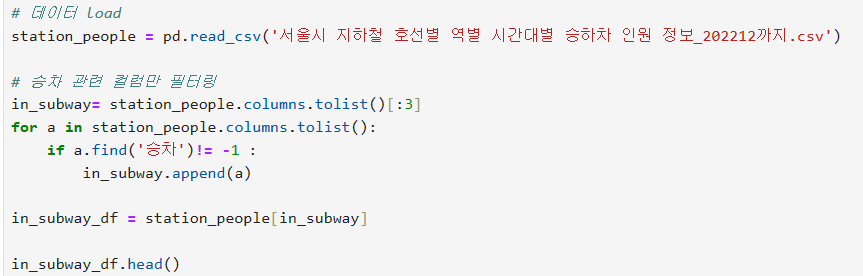 # 데이터 load
station_people = pd.read_csv('서울시 지하철 호선별 역별 시간대별 승하차 인원 정보_202212까지.csv')
# 승차 관련 컬럼만 필터링
in_subway= station_people.columns.tolist()[:3]
for a in station_people.columns.tolist():
    if a.find('승차')!= -1 :
        in_subway.append(a)
in_subway_df = station_people[in_subway]
in_subway_df.head()